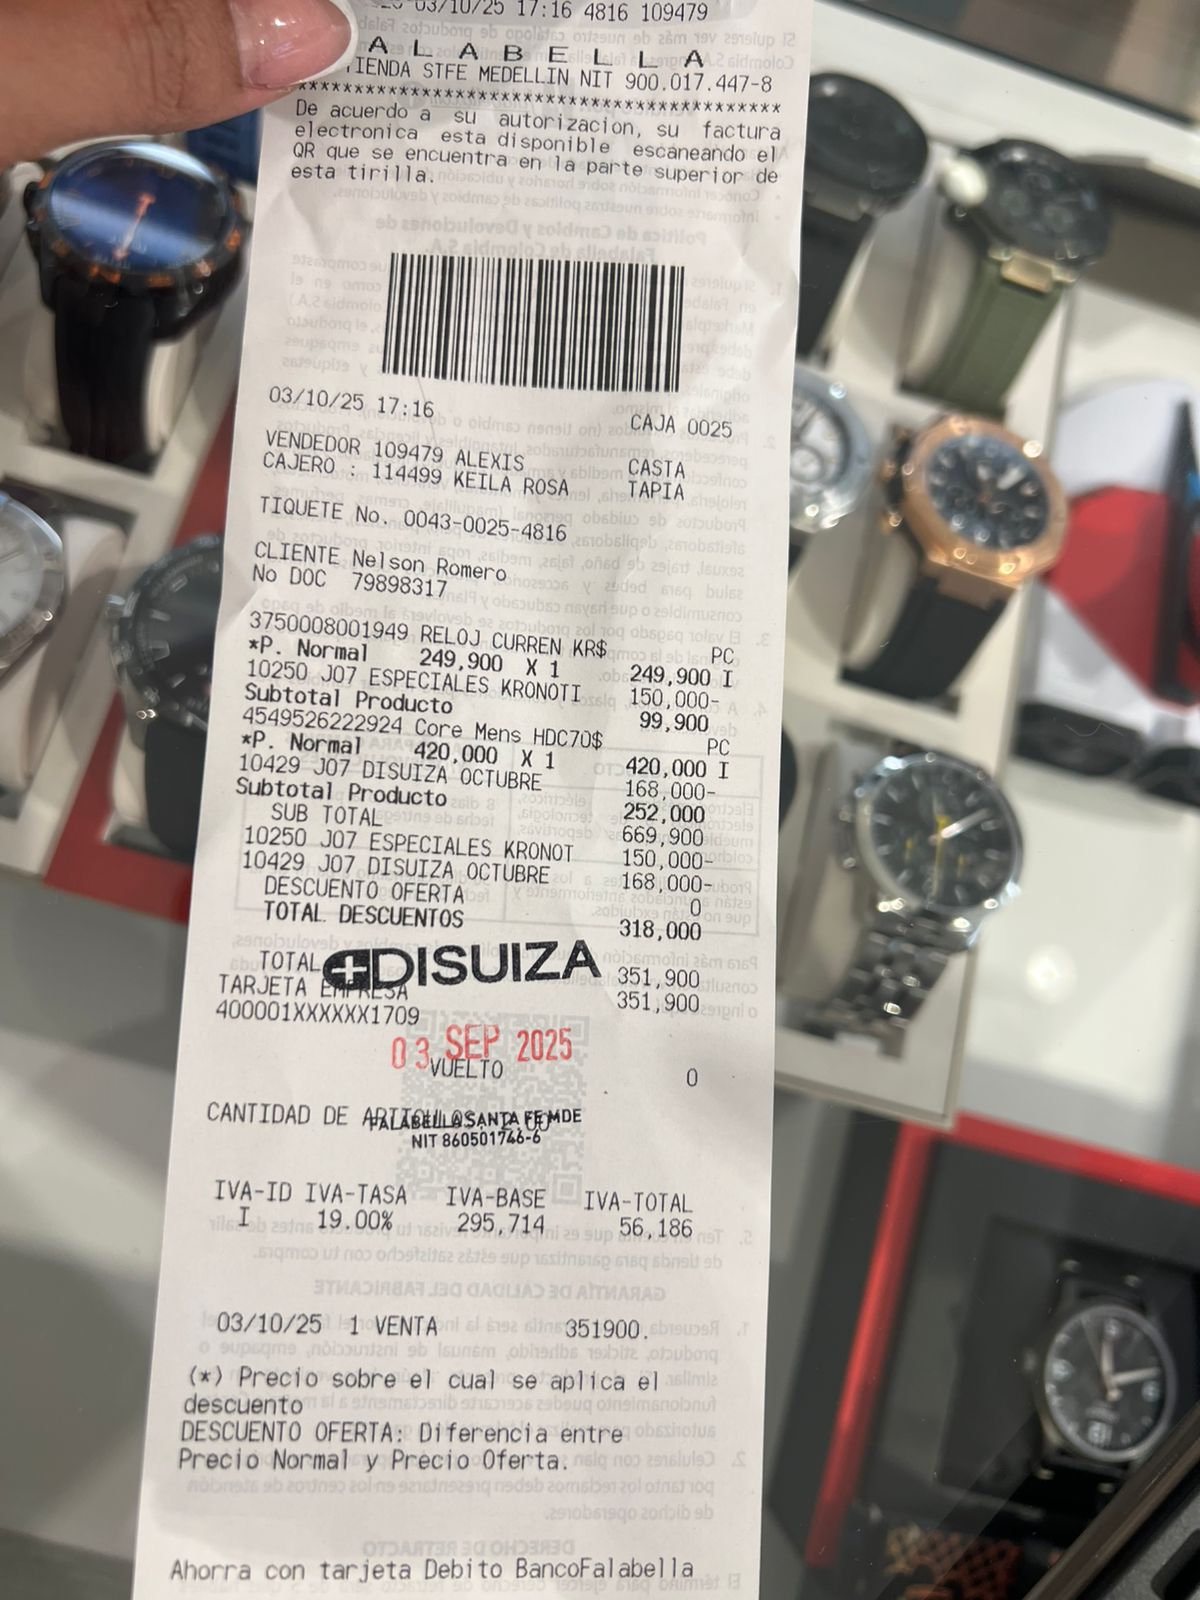 03/10/25 17:16 4816 109479
ALABELLA
TIENDA STFE MEDELLIN NIT 900.017.447-8
******************************************
De acuerdo a su autorizacion, su factura
electronica esta disponible escaneando el
QR que se encuentra en la parte superior de
esta tirilla.
03/10/25 17:16 CAJA 0025
VENDEDOR 109479 ALEXIS CASTA
CAJERO : 114499 KEILA ROSA TAPIA
TIQUETE No. 0043-0025-4816
CLIENTE Nelson Romero
No DOC 79898317
3750008001949 RELOJ CURREN KR$ PC
*P. Normal 249,900 X 1 249,900 I
10250 J07 ESPECIALES KRONOTI 150,000-
Subtotal Producto 99,900
4549526222924 Core Mens HDC70$ PC
*P. Normal 420,000 X 1 420,000 I
10429 J07 DISUIZA OCTUBRE 168,000-
Subtotal Producto 252,000
SUB TOTAL 669,900
10250 J07 ESPECIALES KRONOT 150,000-
10429 J07 DISUIZA OCTUBRE 168,000-
DESCUENTO OFERTA 0
TOTAL DESCUENTOS 318,000
DISUIZA
TOTAL 351,900
TARJETA EMPRESA 351,900
400001XXXXXX1709
03 SEP 2025
VUELTO 0
CANTIDAD DE ARTICULOS
FALABELLA SANTA FE MDE
NIT 860501746-6
IVA-ID IVA-TASA IVA-BASE IVA-TOTAL
I 19.00% 295,714 56,186
03/10/25 1 VENTA 351900.
(*) Precio sobre el cual se aplica el
descuento
DESCUENTO OFERTA: Diferencia entre
Precio Normal y Precio Oferta.
Ahorra con tarjeta Debito BancoFalabella